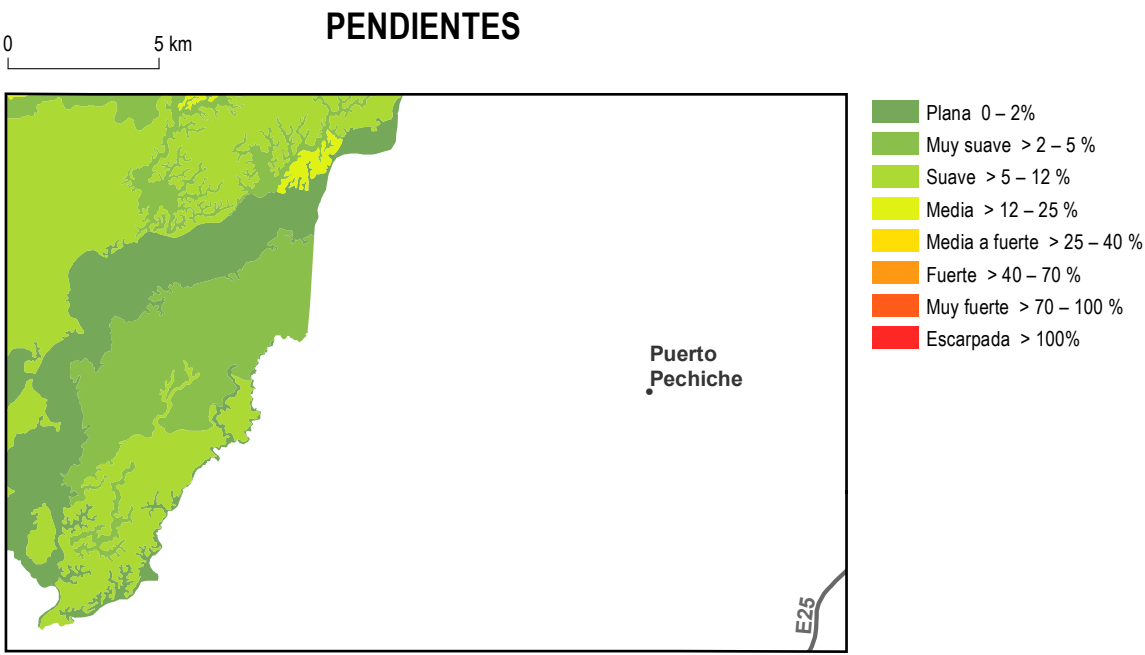 PENDIENTES
0 5 km
Plana 0 – 2%
Muy suave > 2 – 5 %
Suave > 5 – 12 %
Media > 12 – 25 %
Media a fuerte > 25 – 40 %
Fuerte > 40 – 70 %
Muy fuerte > 70 – 100 %
Escarpada > 100%
Puerto
Pechiche
E25